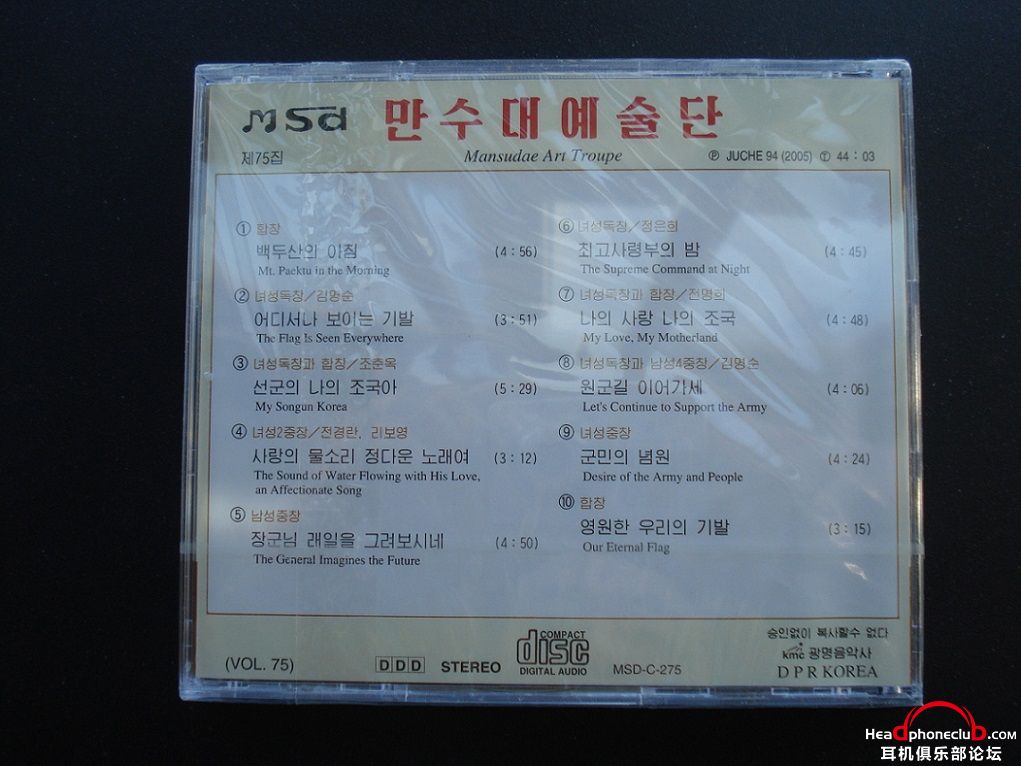 msd 만수대예술단
제75집 Mansudae Art Troupe Ⓟ JUCHE 94 (2005) Ⓣ 44 : 03
① 합창
백두산의 아침 (4 : 56)
Mt. Paektu in the Morning
② 녀성독창/김명순
어디서나 보이는 기발 (3 : 51)
The Flag Is Seen Everywhere
③ 녀성독창과 합창/조춘옥
선군의 나의 조국아 (5 : 29)
My Songun Korea
④ 녀성2중창/전경란, 리보영
사랑의 물소리 정다운 노래여 (3 : 12)
The Sound of Water Flowing with His Love,
an Affectionate Song
⑤ 남성중창
장군님 래일을 그려보시네 (4 : 50)
The General Imagines the Future
⑥ 녀성독창/정은희
최고사령부의 밤 (4 : 45)
The Supreme Command at Night
⑦ 녀성독창과 합창/전명희
나의 사랑 나의 조국 (4 : 48)
My Love, My Motherland
⑧ 녀성독창과 남성4중창/김명순
원군길 이어가세 (4 : 06)
Let's Continue to Support the Army
⑨ 녀성중창
군민의 념원 (4 : 24)
Desire of the Army and People
⑩ 합창
영원한 우리의 기발 (3 : 15)
Our Eternal Flag
승인없이 복사할수 없다
kmc 광명음악사
DPR KOREA
(VOL. 75) DDD STEREO COMPACT disc DIGITAL AUDIO MSD-C-275
HeadphonecluD.com
耳机俱乐部论坛